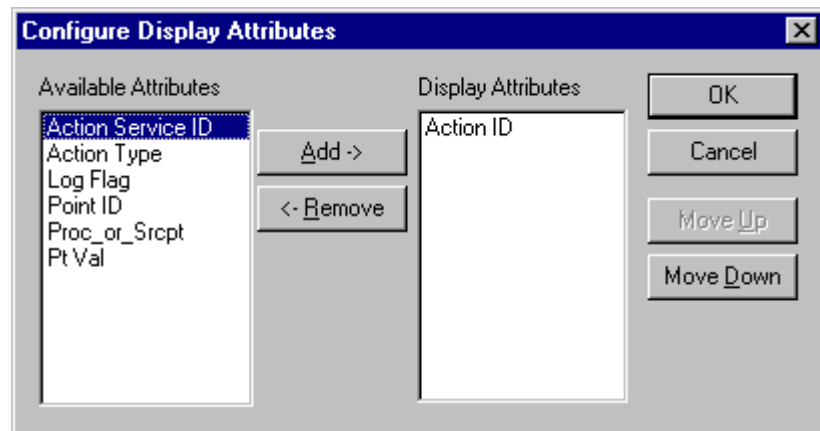 Configure Display Attributes
Available Attributes
Action Service ID
Action Type
Log Flag
Point ID
Proc_or_Srcpt
Pt Val
Add ->
<- Remove
Display Attributes
Action ID
OK
Cancel
Move Up
Move Down